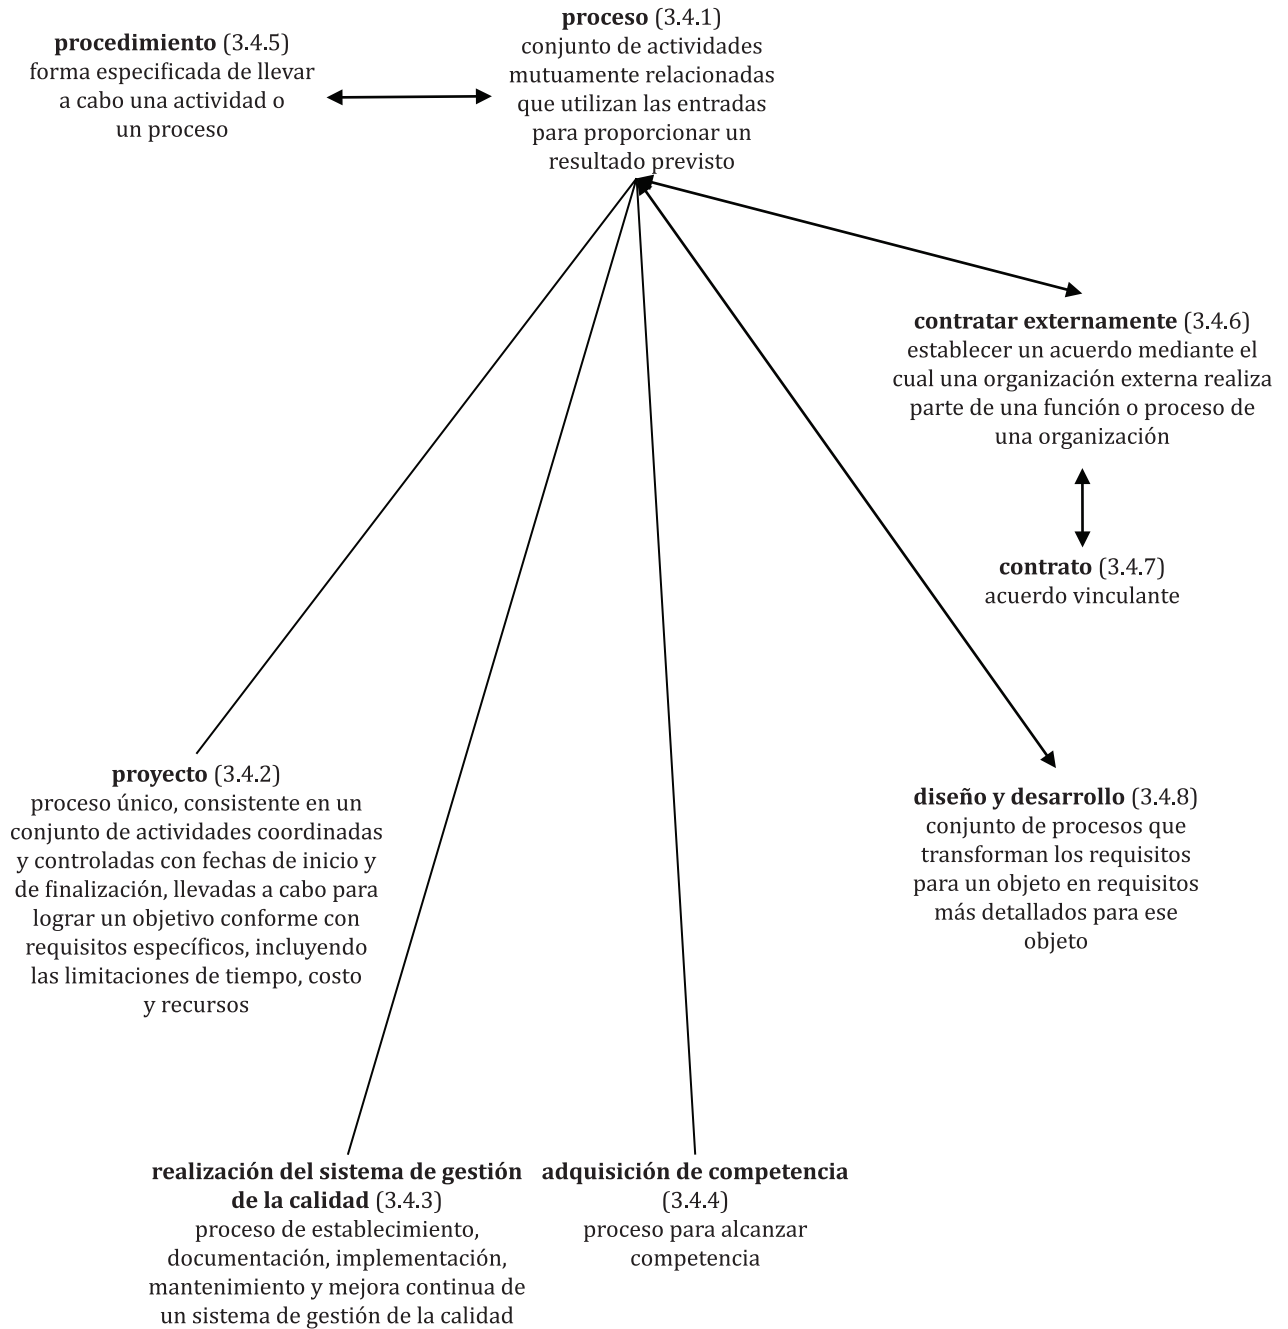 procedimiento (3.4.5)
forma especificada de llevar
a cabo una actividad o
un proceso
proceso (3.4.1)
conjunto de actividades
mutuamente relacionadas
que utilizan las entradas
para proporcionar un
resultado previsto
contratar externamente (3.4.6)
establecer un acuerdo mediante el
cual una organización externa realiza
parte de una función o proceso de
una organización
contrato (3.4.7)
acuerdo vinculante
proyecto (3.4.2)
proceso único, consistente en un
conjunto de actividades coordinadas
y controladas con fechas de inicio y
de finalización, llevadas a cabo para
lograr un objetivo conforme con
requisitos específicos, incluyendo
las limitaciones de tiempo, costo
y recursos
diseño y desarrollo (3.4.8)
conjunto de procesos que
transforman los requisitos
para un objeto en requisitos
más detallados para ese
objeto
realización del sistema de gestión
de la calidad (3.4.3)
proceso de establecimiento,
documentación, implementación,
mantenimiento y mejora continua de
un sistema de gestión de la calidad
adquisición de competencia
(3.4.4)
proceso para alcanzar
competencia